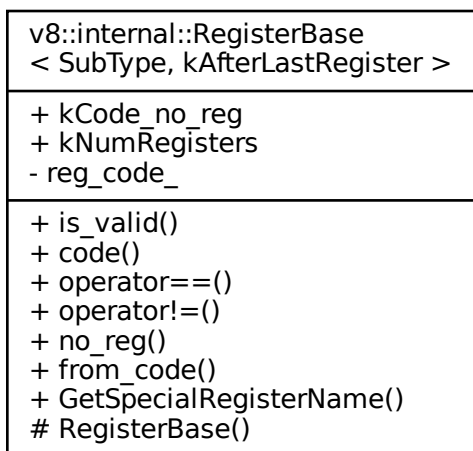 v8::internal::RegisterBase
< SubType, kAfterLastRegister >
+ kCode_no_reg
+ kNumRegisters
- reg_code_
+ is_valid()
+ code()
+ operator==()
+ operator!=()
+ no_reg()
+ from_code()
+ GetSpecialRegisterName()
# RegisterBase()